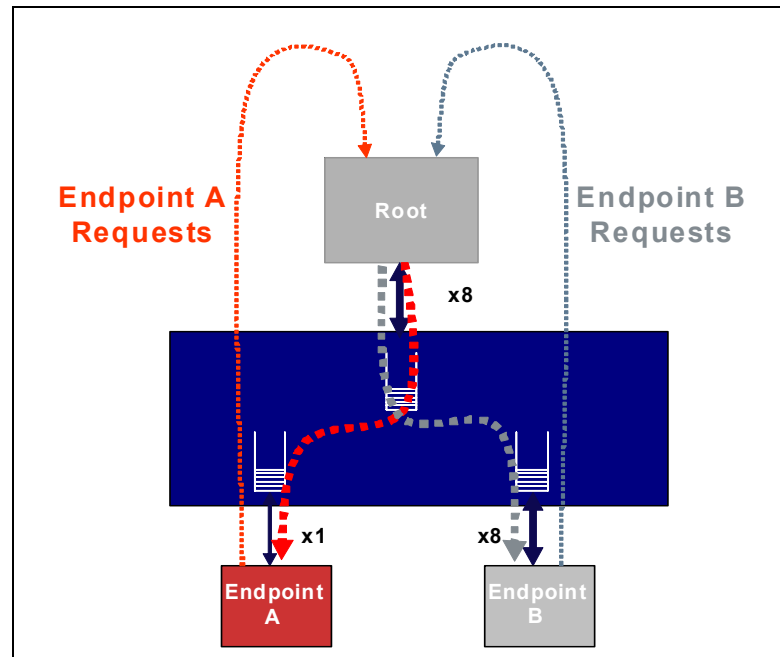 Endpoint A
Requests
Root
Endpoint B
Requests
x8
x1
x8
Endpoint
A
Endpoint
B